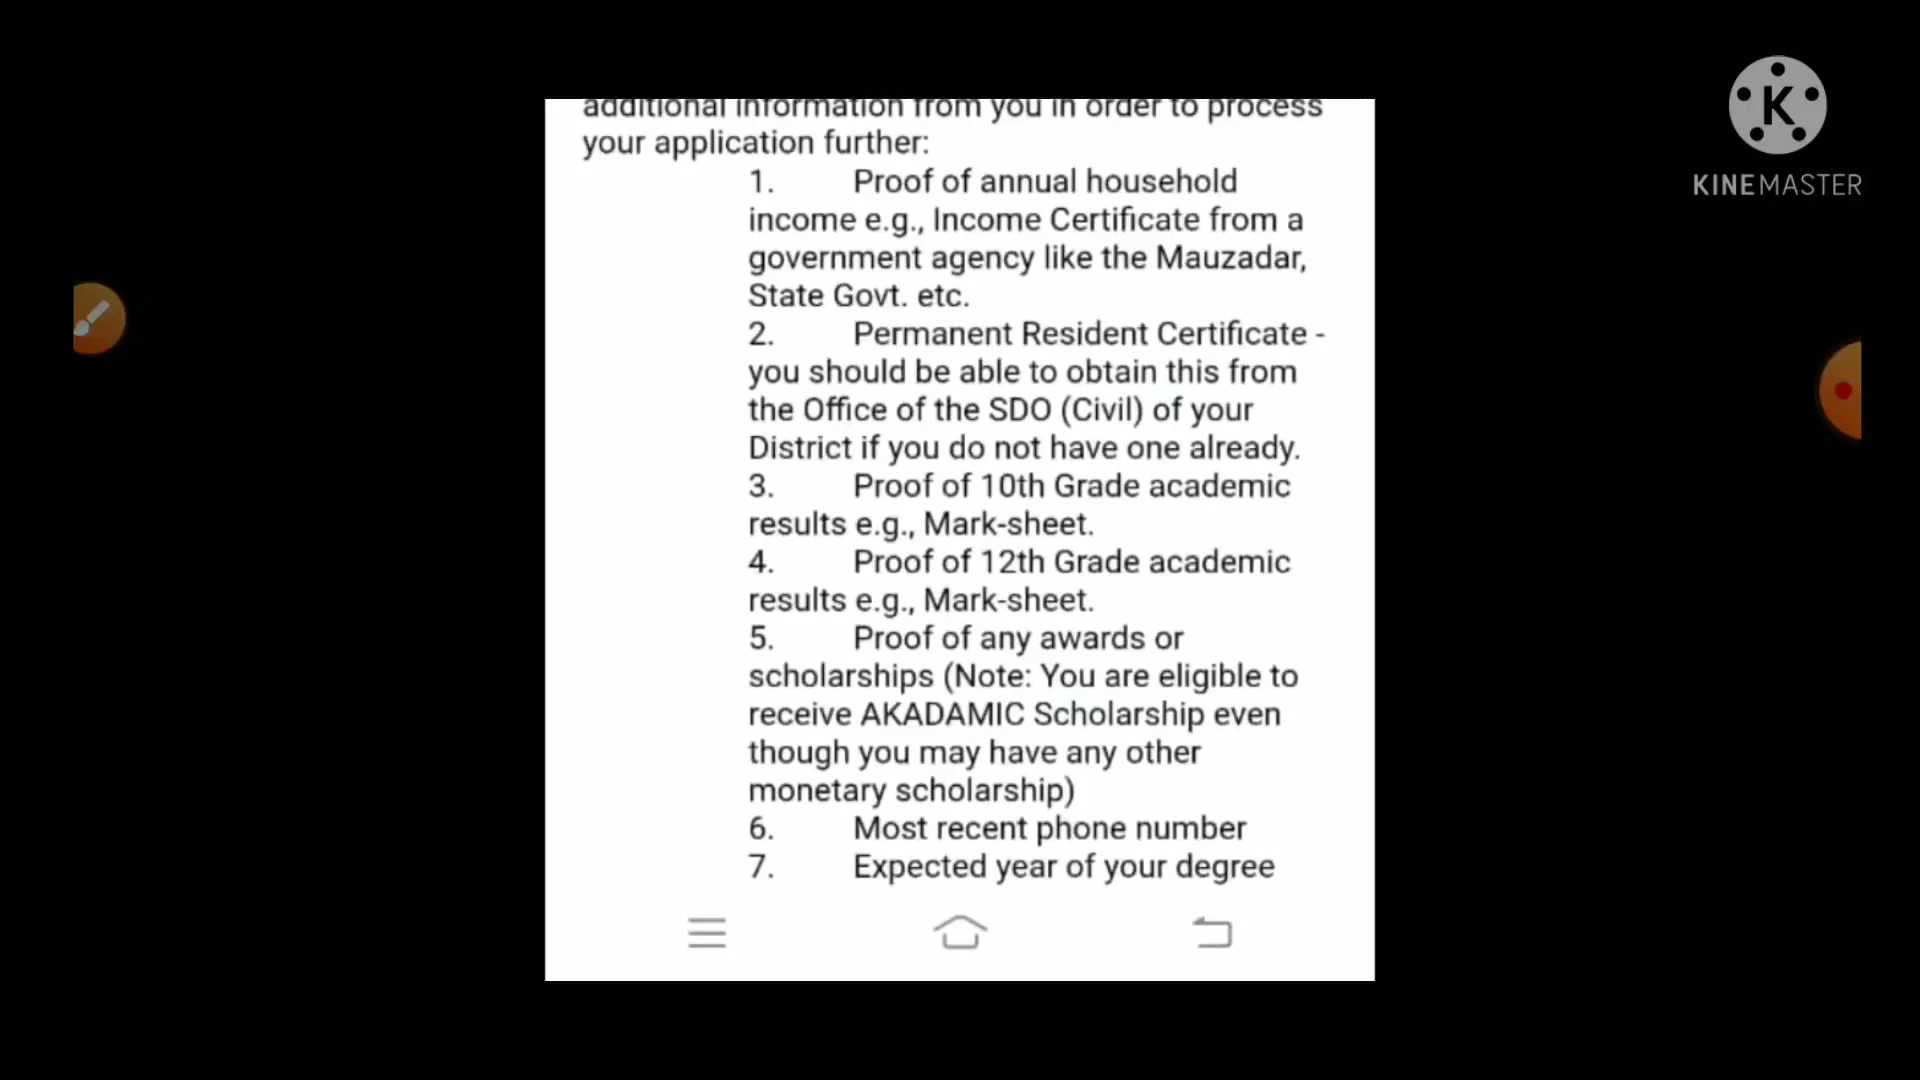 additional information from you in order to process
your application further:
1. Proof of annual household
income e.g., Income Certificate from a
government agency like the Mauzadar,
State Govt. etc.
2. Permanent Resident Certificate -
you should be able to obtain this from
the Office of the SDO (Civil) of your
District if you do not have one already.
3. Proof of 10th Grade academic
results e.g., Mark-sheet.
4. Proof of 12th Grade academic
results e.g., Mark-sheet.
5. Proof of any awards or
scholarships (Note: You are eligible to
receive AKADAMIC Scholarship even
though you may have any other
monetary scholarship)
6. Most recent phone number
7. Expected year of your degree
K
KINEMASTER